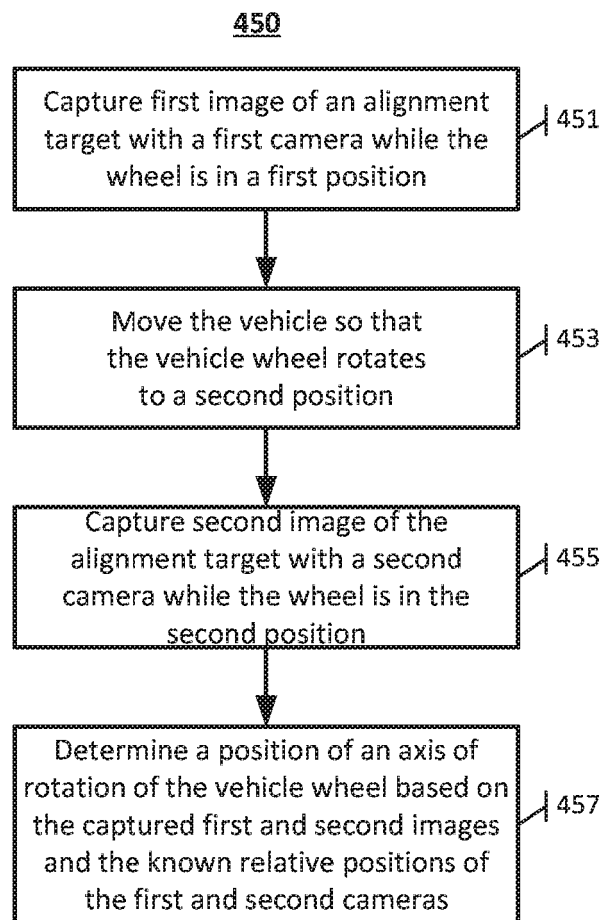 450
Capture first image of an alignment
target with a first camera while the
wheel is in a first position
451
Move the vehicle so that
the vehicle wheel rotates
to a second position
453
Capture second image of the
alignment target with a second
camera while the wheel is in the
second position
455
Determine a position of an axis of
rotation of the vehicle wheel based on
the captured first and second images
and the known relative positions of
the first and second cameras
457